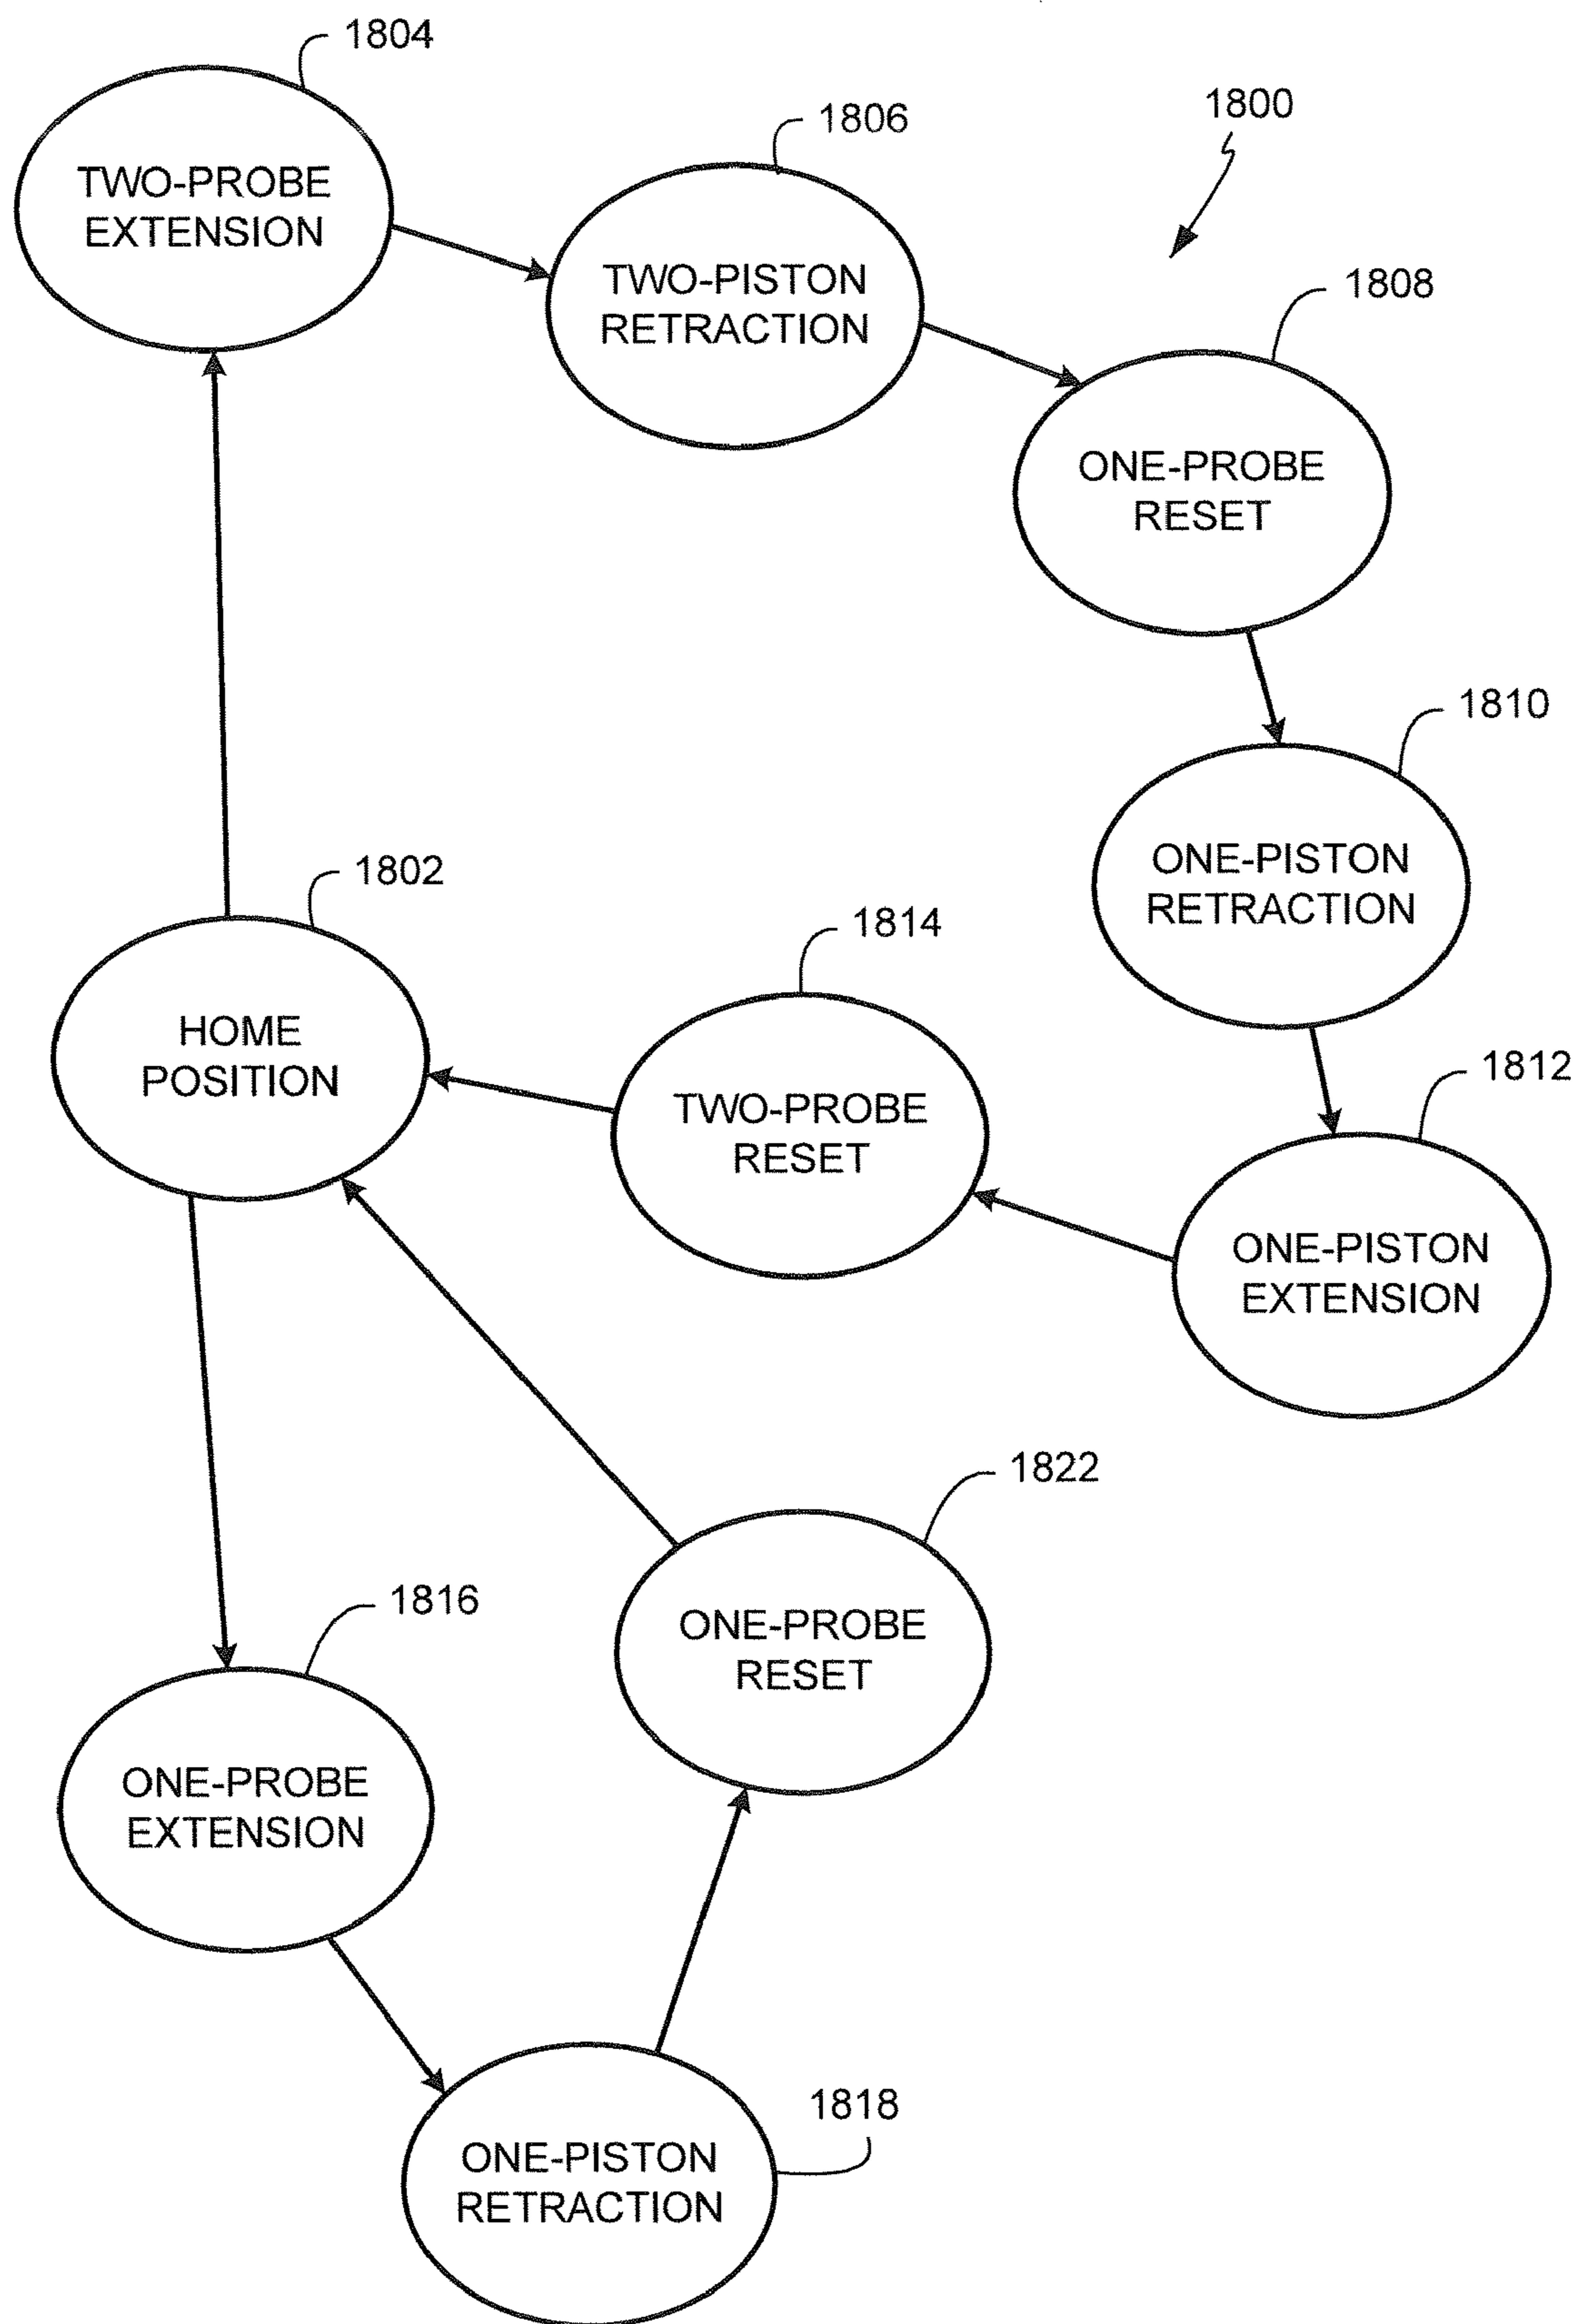 1804
TWO-PROBE
EXTENSION
1806
TWO-PISTON
RETRACTION
1800
1808
ONE-PROBE
RESET
1810
ONE-PISTON
RETRACTION
1802
HOME
POSITION
1814
TWO-PROBE
RESET
1812
ONE-PISTON
EXTENSION
1822
ONE-PROBE
RESET
1816
ONE-PROBE
EXTENSION
1818
ONE-PISTON
RETRACTION